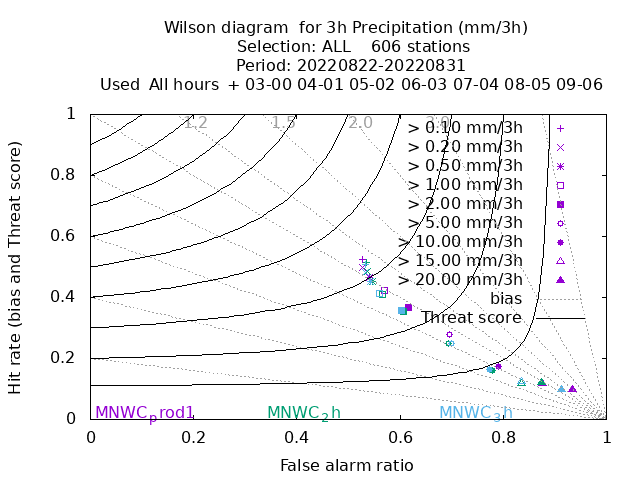 Wilson diagram  for 3h Precipitation (mm/3h)
Selection: ALL    606 stations
Period: 20220822-20220831
Used  All hours  + 03-00 04-01 05-02 06-03 07-04 08-05 09-06
Hit rate (bias and Threat score)
1
0.8
0.6
0.4
0.2
0
1.2
1.5
2.0
3.0
> 0.10 mm/3h
> 0.20 mm/3h
> 0.50 mm/3h
> 1.00 mm/3h
> 2.00 mm/3h
> 5.00 mm/3h
> 10.00 mm/3h
> 15.00 mm/3h
> 20.00 mm/3h
bias
Threat score
MNWCprod1
MNWC2h
MNWC3h
0 0.2 0.4 0.6 0.8 1
False alarm ratio